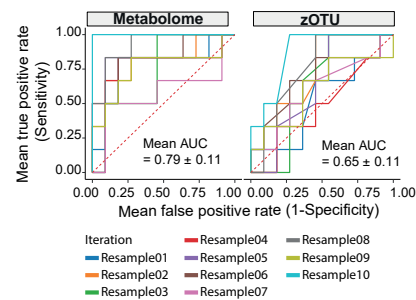 Metabolome
zOTU
Mean true positive rate
(Sensitivity)
1.00
0.75
0.50
0.25
0.00
Mean AUC
= 0.79 ± 0.11
Mean AUC
= 0.65 ± 0.11
0 0.25 0.50 0.75 1.00
0 0.25 0.50 0.75 1.00
Mean false positive rate (1-Specificity)
Iteration
Resample01
Resample02
Resample03
Resample04
Resample05
Resample06
Resample07
Resample08
Resample09
Resample10